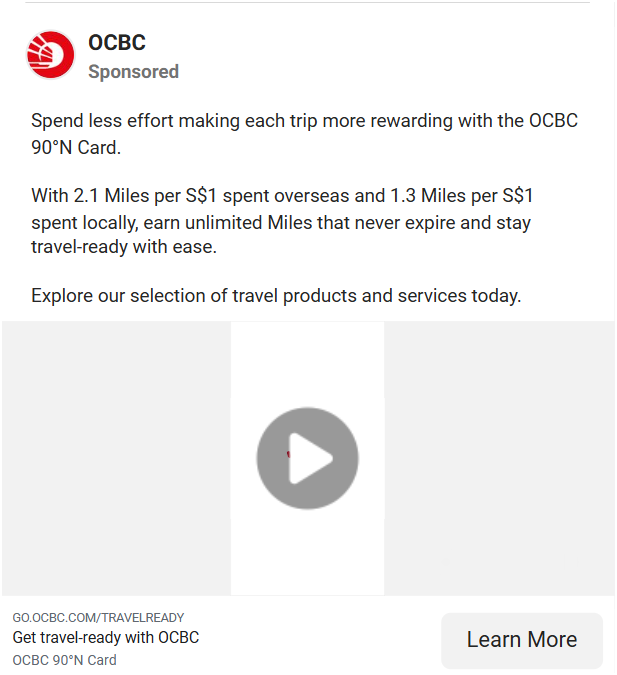 OCBC
Sponsored
Spend less effort making each trip more rewarding with the OCBC
90°N Card.
With 2.1 Miles per S$1 spent overseas and 1.3 Miles per S$1
spent locally, earn unlimited Miles that never expire and stay
travel-ready with ease.
Explore our selection of travel products and services today.
GO.OCBC.COM/TRAVELREADY
Get travel-ready with OCBC
OCBC 90°N Card
Learn More